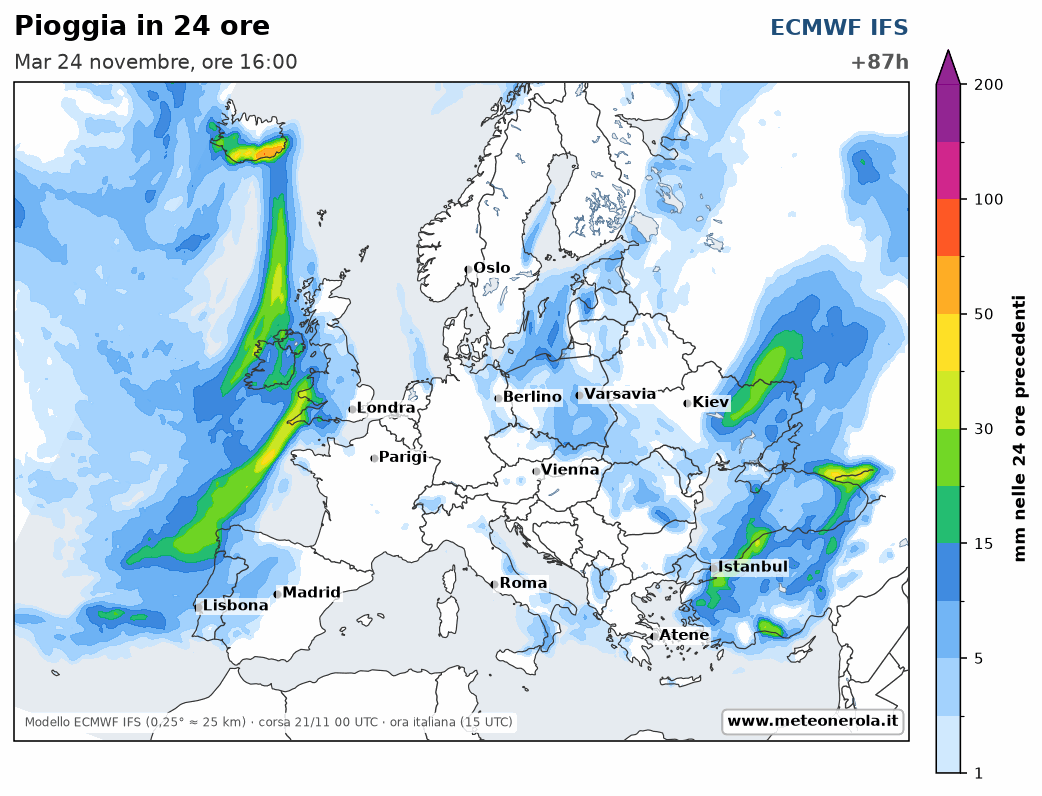 Pioggia in 24 ore
ECMWF IFS
Mar 24 novembre, ore 16:00
+87h
200
100
50
30
15
5
1
mm nelle 24 ore precedenti
Oslo
Berlino
Varsavia
Kiev
Londra
Parigi
Vienna
Istanbul
Roma
Madrid
Lisbona
Atene
Modello ECMWF IFS (0,25° ≈ 25 km) · corsa 21/11 00 UTC · ora italiana (15 UTC)
www.meteonerola.it